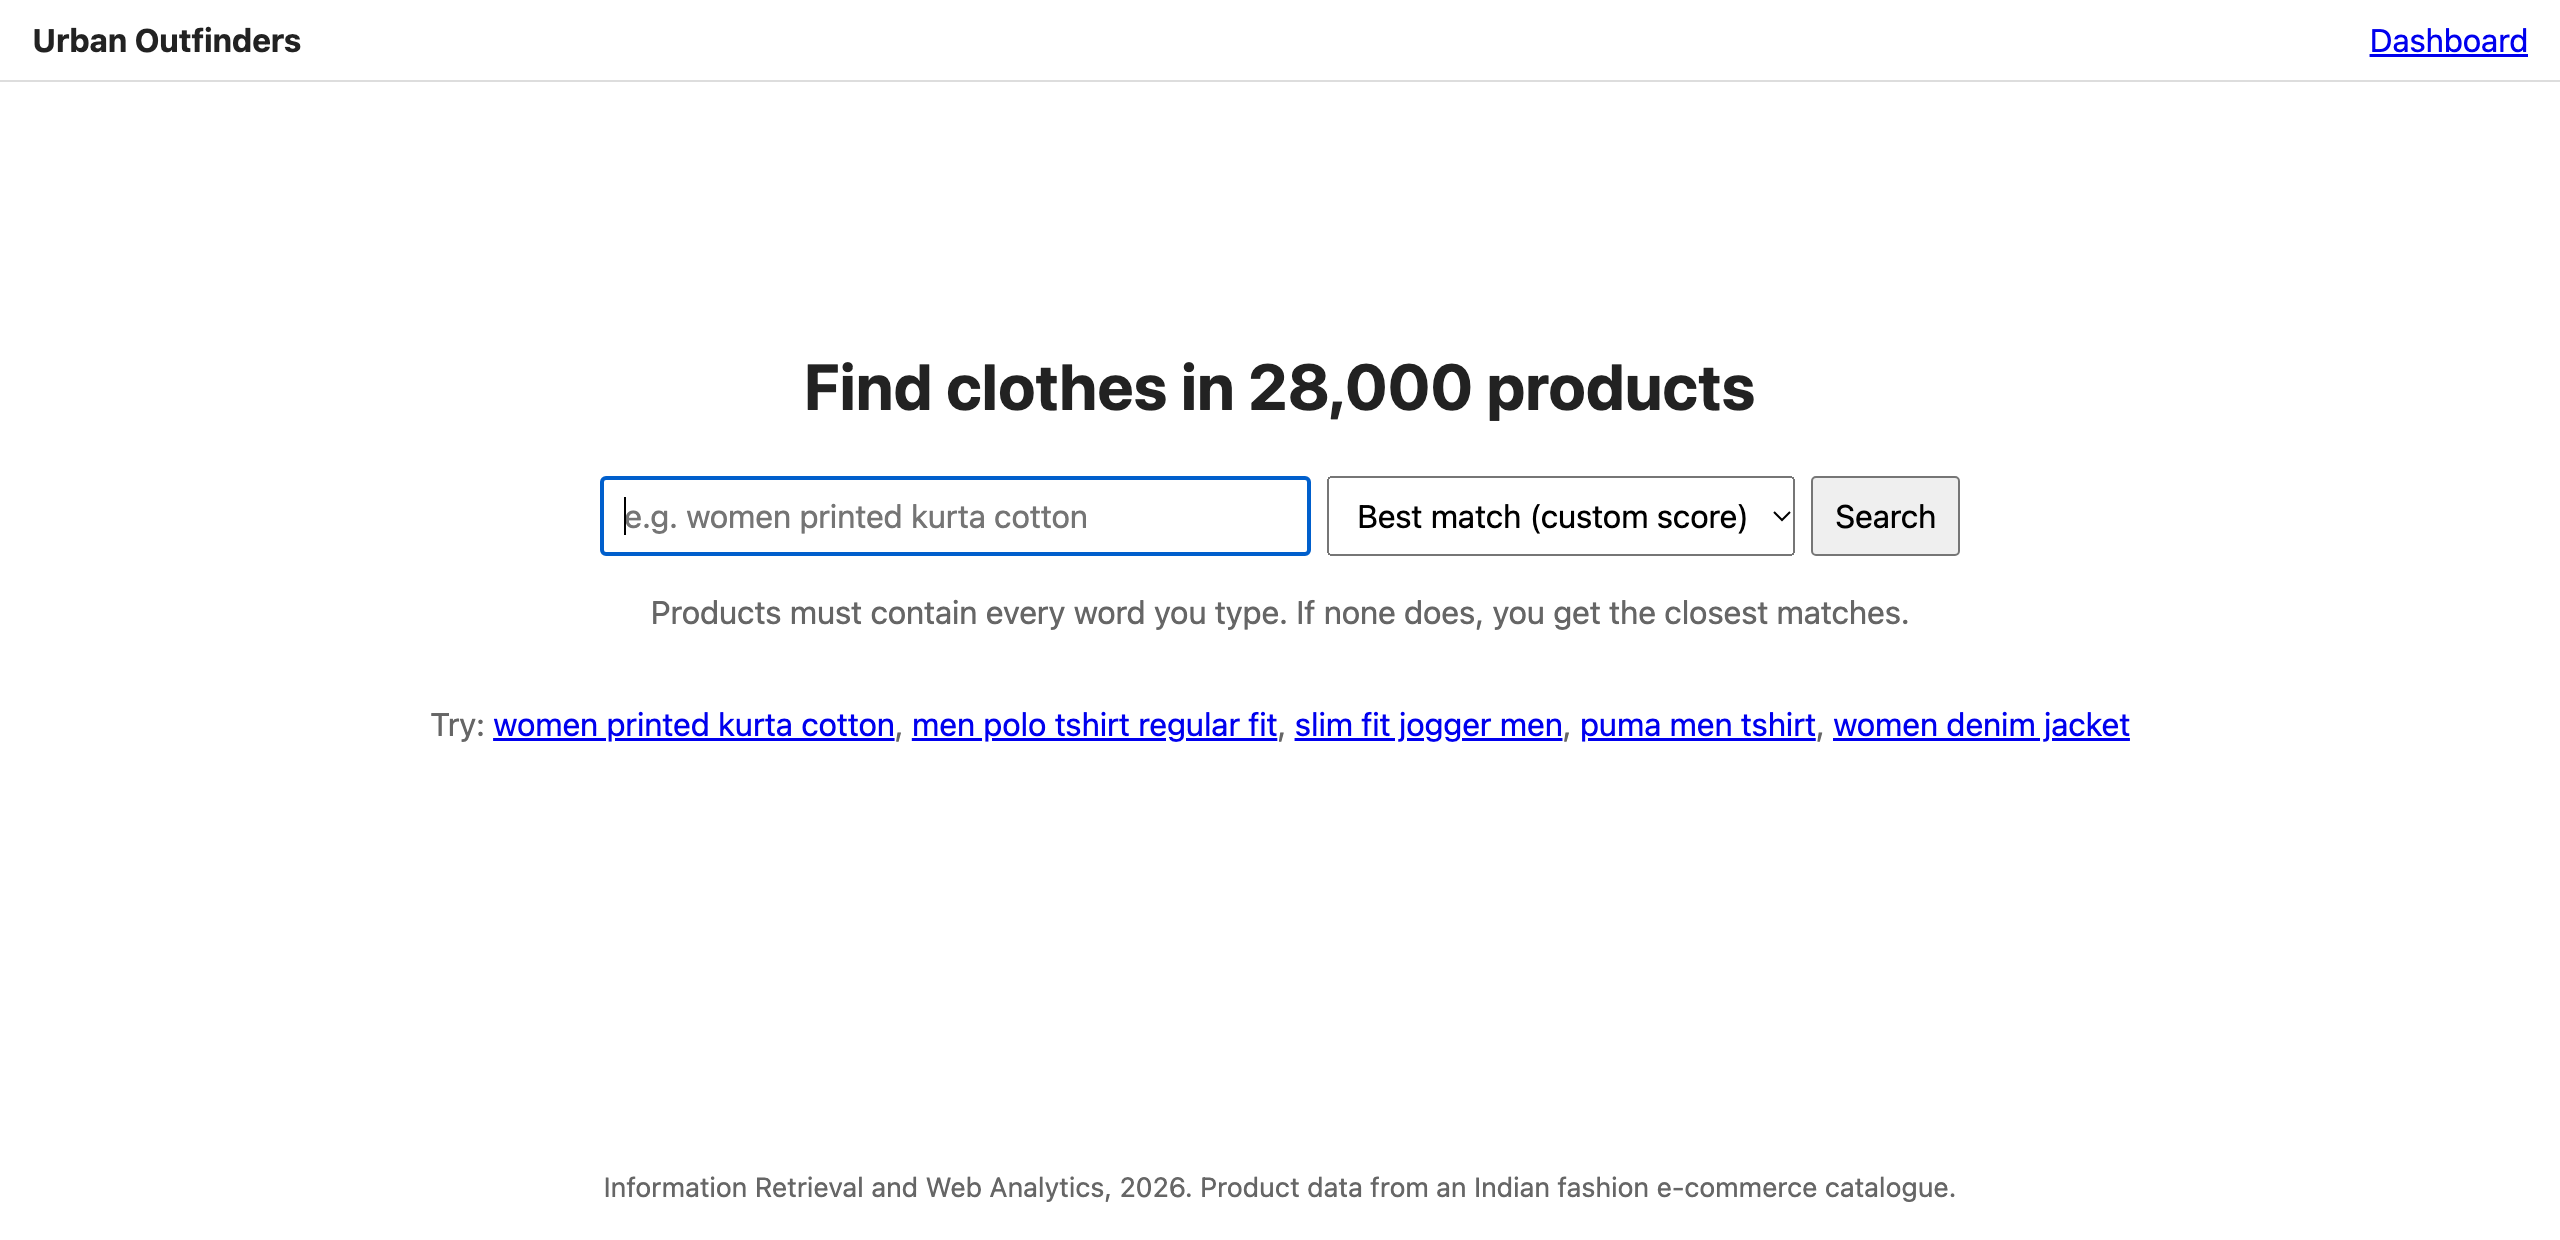 Urban Outfinders
Dashboard
Find clothes in 28,000 products
e.g. women printed kurta cotton
Best match (custom score)
Search
Products must contain every word you type. If none does, you get the closest matches.
Try: women printed kurta cotton, men polo tshirt regular fit, slim fit jogger men, puma men tshirt, women denim jacket
Information Retrieval and Web Analytics, 2026. Product data from an Indian fashion e-commerce catalogue.